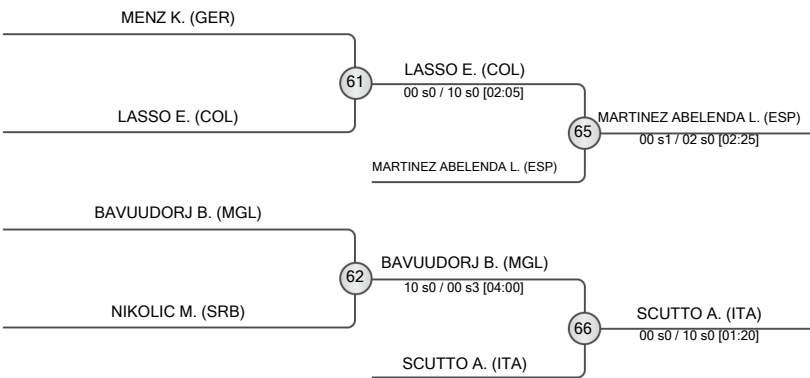 MENZ K. (GER)
61
LASSO E. (COL)
00 s0 / 10 s0 [02:05]
LASSO E. (COL)
65
MARTINEZ ABELENDA L. (ESP)
00 s1 / 02 s0 [02:25]
MARTINEZ ABELENDA L. (ESP)
BAVUUDORJ B. (MGL)
62
BAVUUDORJ B. (MGL)
10 s0 / 00 s3 [04:00]
NIKOLIC M. (SRB)
66
SCUTTO A. (ITA)
00 s0 / 10 s0 [01:20]
SCUTTO A. (ITA)